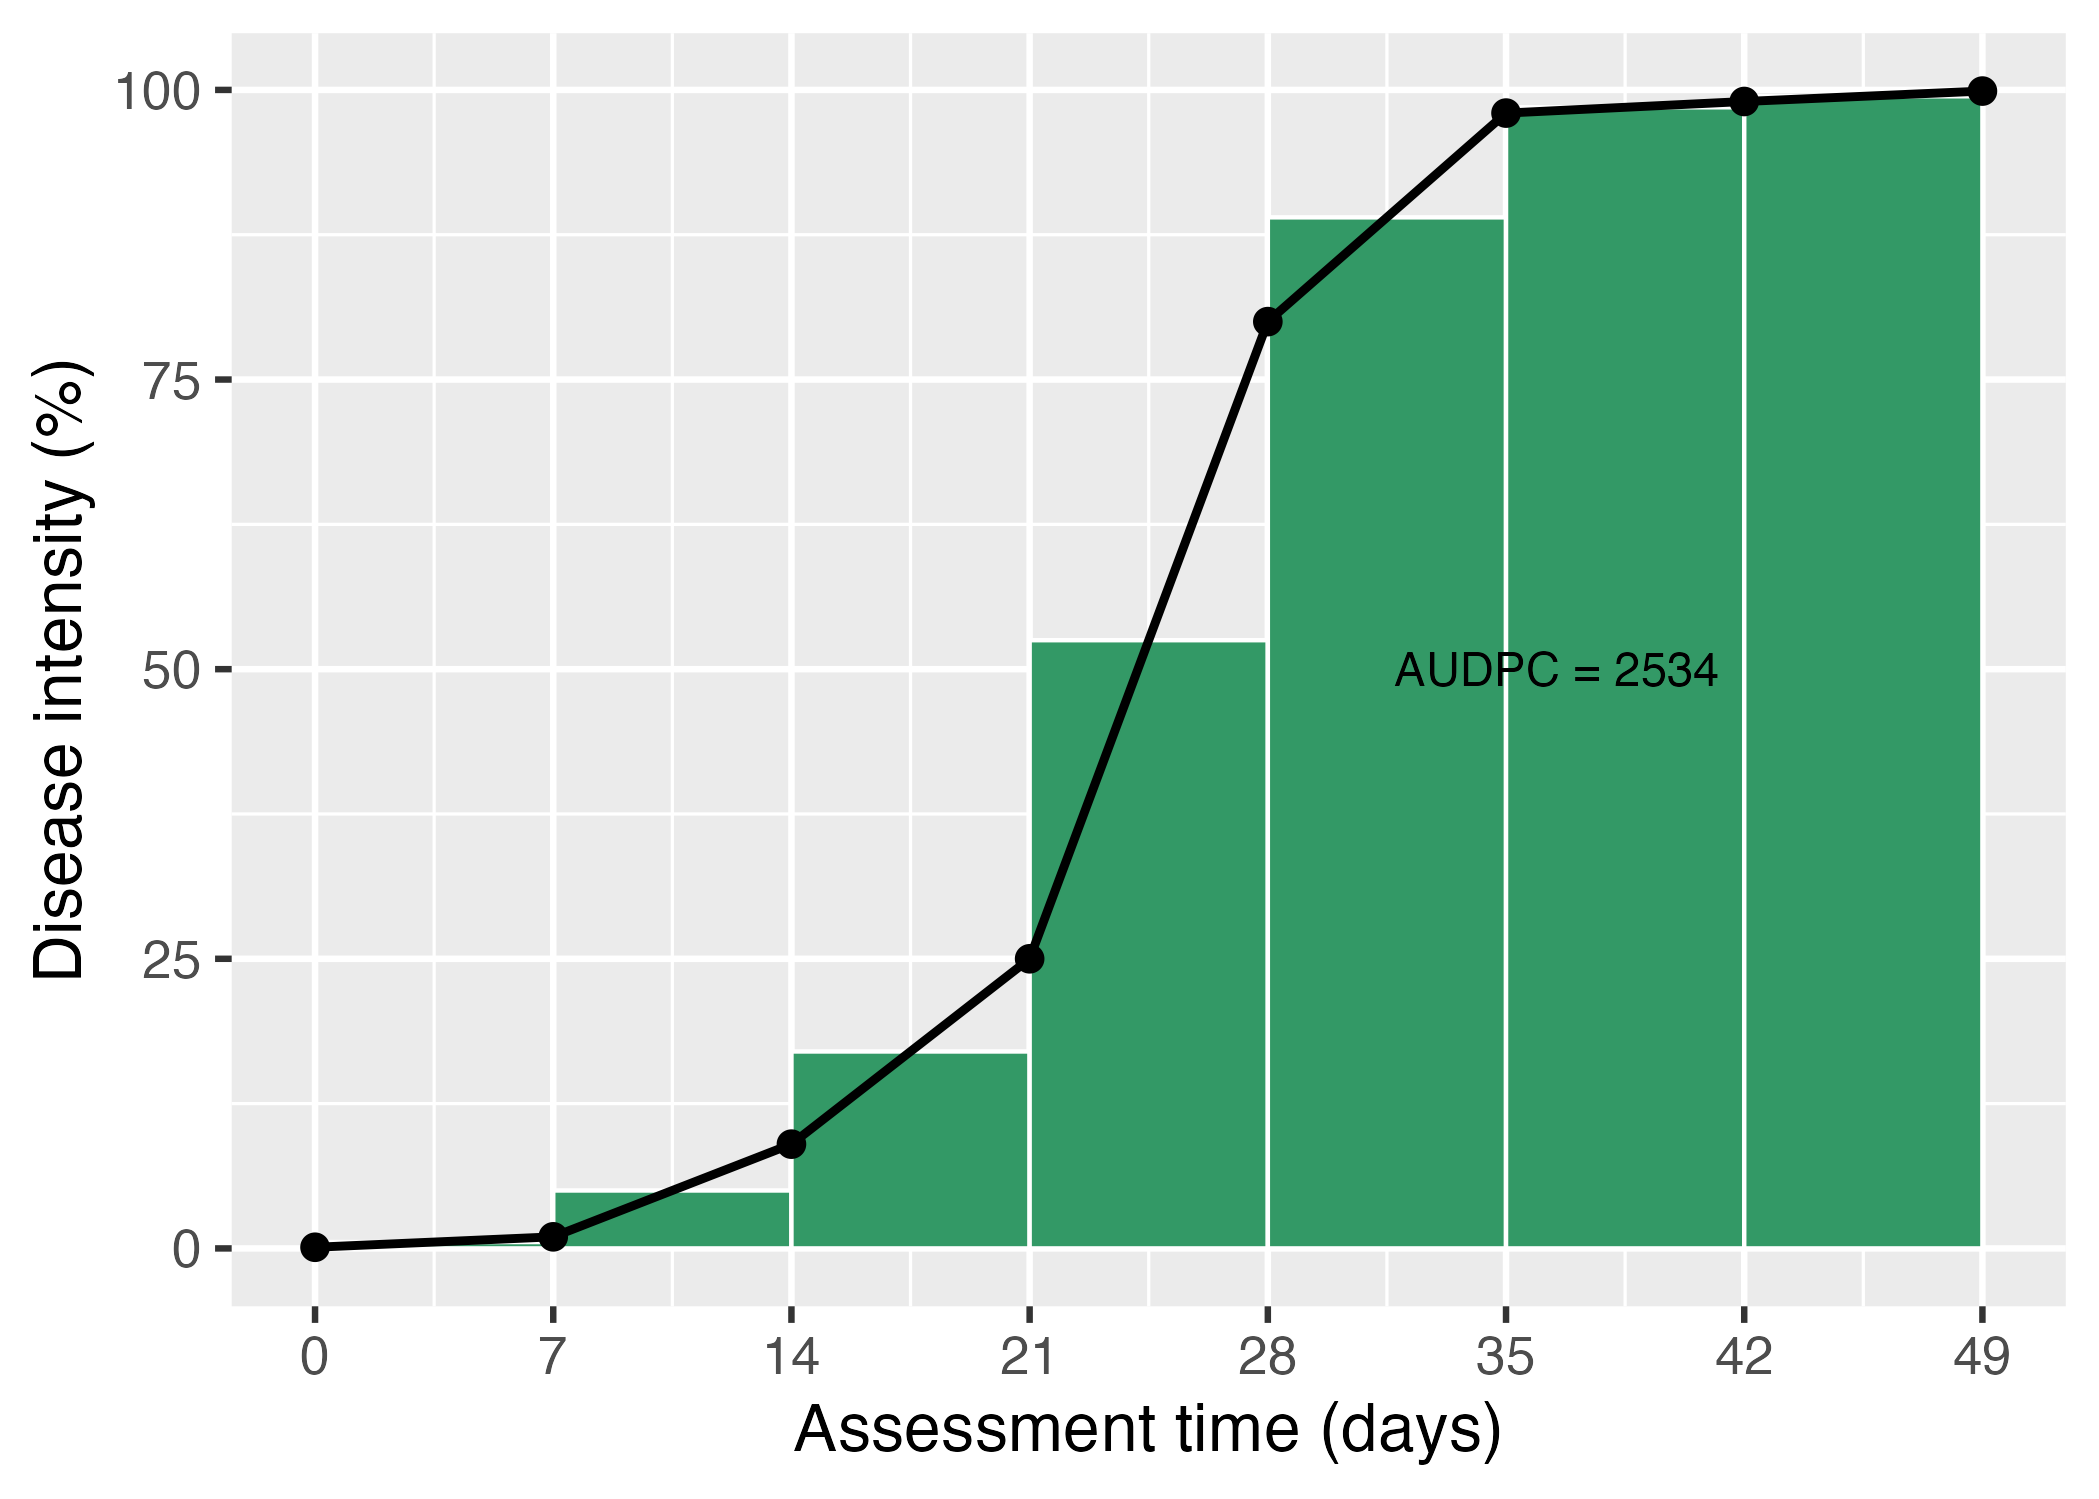 Disease intensity (%)
100
75
50
25
0
AUDPC = 2534
0 7 14 21 28 35 42 49
Assessment time (days)